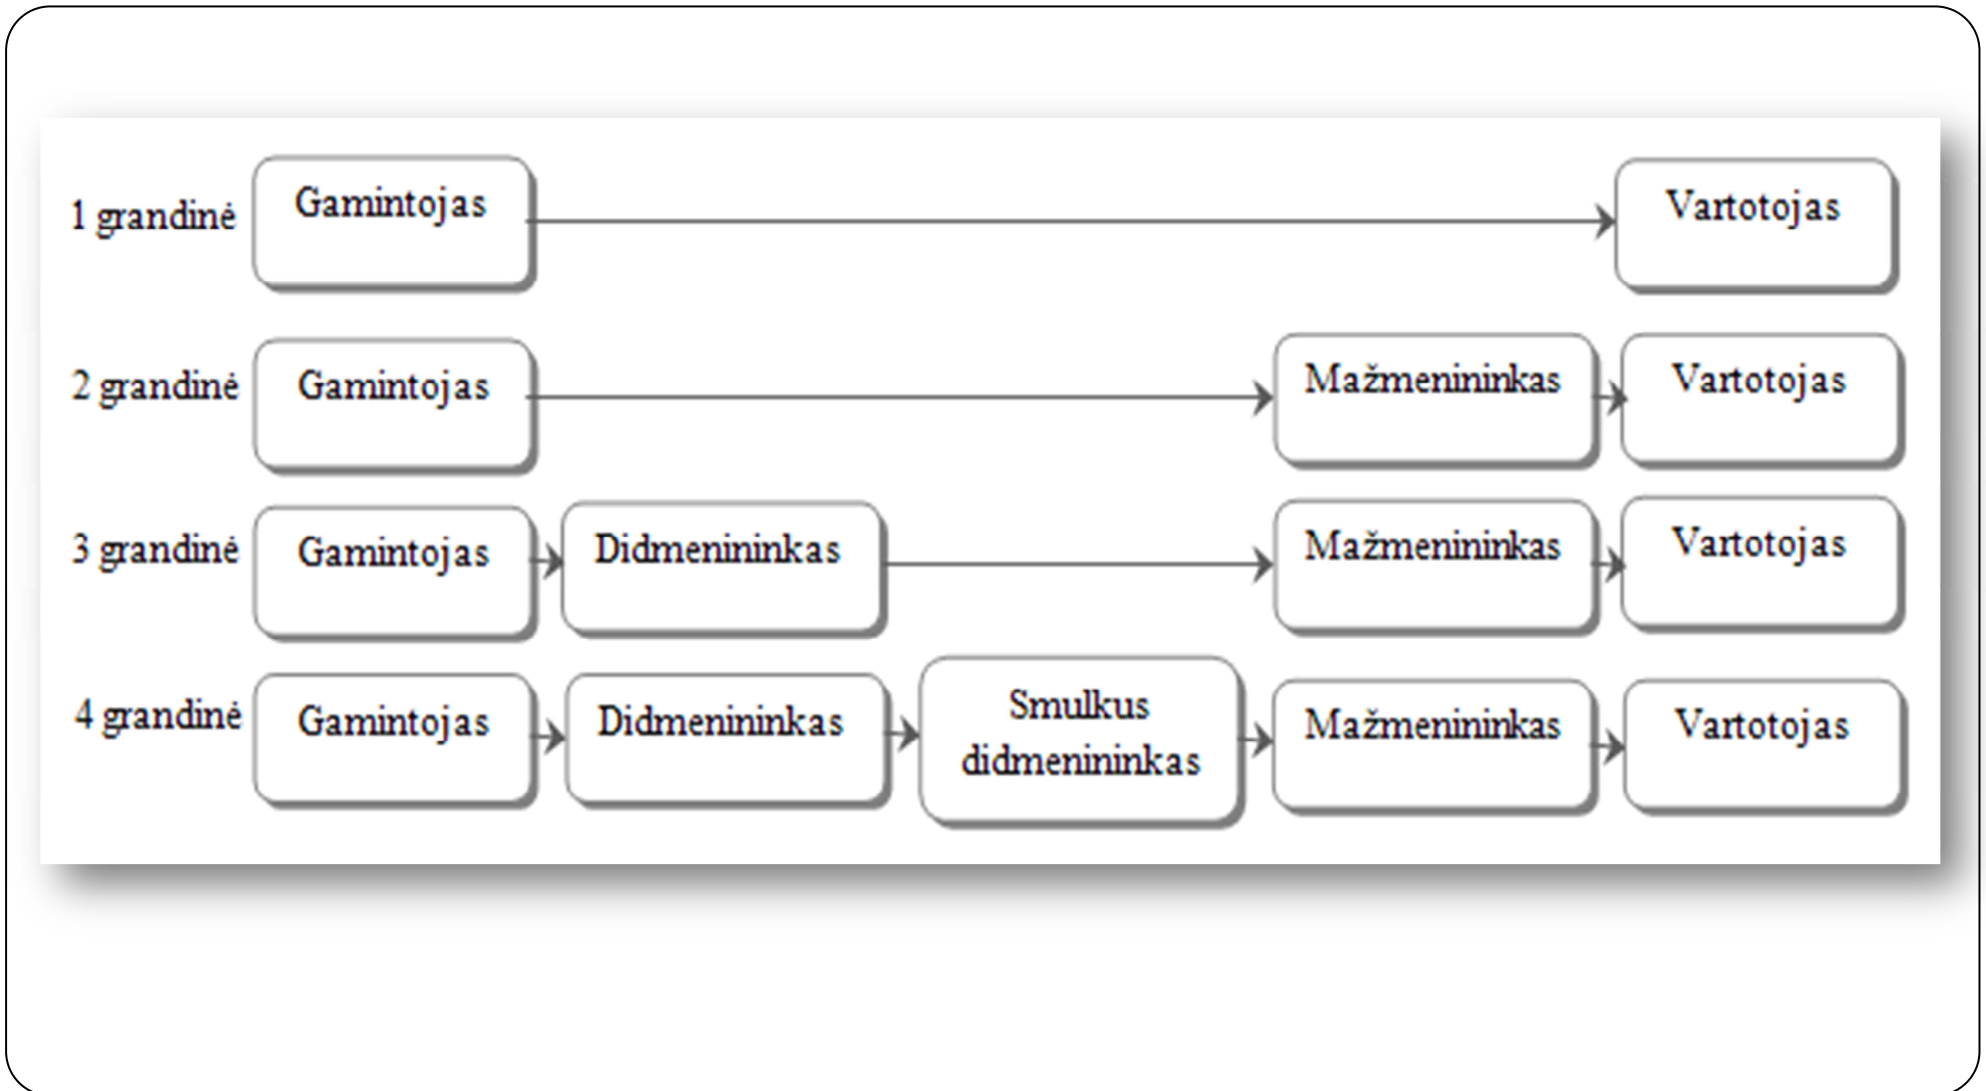 1 grandinė
Gamintojas
Vartotojas
2 grandinė
Gamintojas
Mažmenininkas
Vartotojas
3 grandinė
Gamintojas
Didmenininkas
Mažmenininkas
Vartotojas
4 grandinė
Gamintojas
Didmenininkas
Smulkus
didmenininkas
Mažmenininkas
Vartotojas